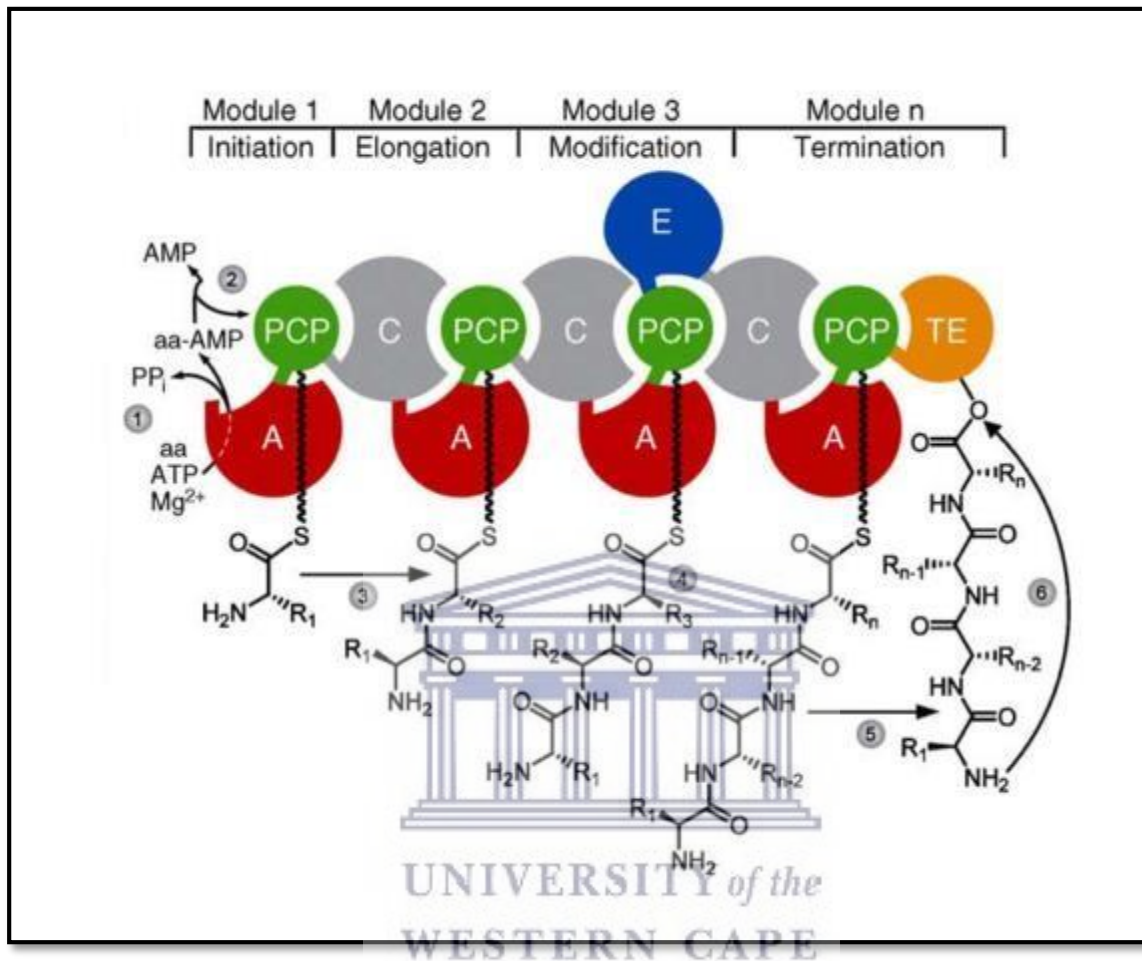 Module 1 Module 2 Module 3 Module n
Initiation Elongation Modification Termination
E
AMP
2
PCP C PCP C PCP C PCP TE
aa-AMP
PPi
1
A A A A
aa
ATP
Mg2+
O S O S O S O S O O
H2N R1 3 HN R2 4 HN R3 HN Rn Rn
R1 O R2 O Rn-1 O HN O
NH2 O NH O NH Rn-1 NH 6
H2N R1 HN Rn-2 5 O Rn-2
R1 O HN O
NH2 R1 NH2
UNIVERSITY of the
WESTERN CAPE